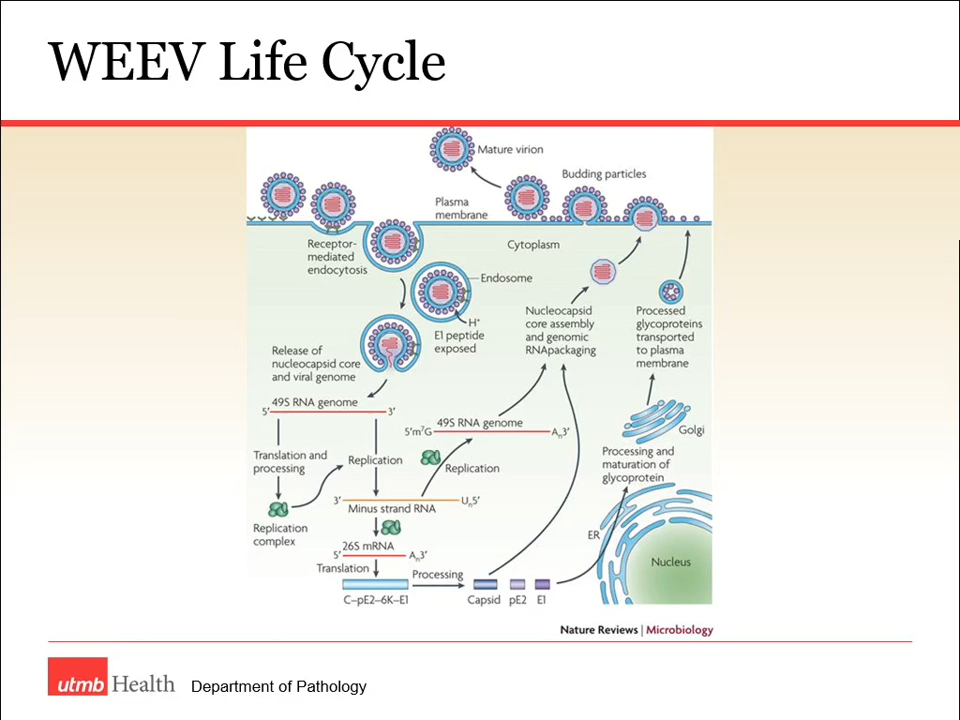 WEEV Life Cycle
Mature virion
Budding particles
Plasma
membrane
Receptor-
mediated
endocytosis
Cytoplasm
Endosome
H⁺
E1 peptide
exposed
Nucleocapsid
core assembly
and genomic
RNApackaging
Processed
glycoproteins
transported
to plasma
membrane
Release of
nucleocapsid core
and viral genome
49S RNA genome
5′ 3′
49S RNA genome
5′m⁷G Aₙ3′
Golgi
Translation and
processing
Replication
Replication
Processing and
maturation of
glycoprotein
3′ Uₙ5′
Minus strand RNA
Replication
complex
ER
26S mRNA
5′ Aₙ3′
Translation
Processing
Nucleus
C–pE2–6K–E1
Capsid pE2 E1
Nature Reviews | Microbiology
utmb Health Department of Pathology